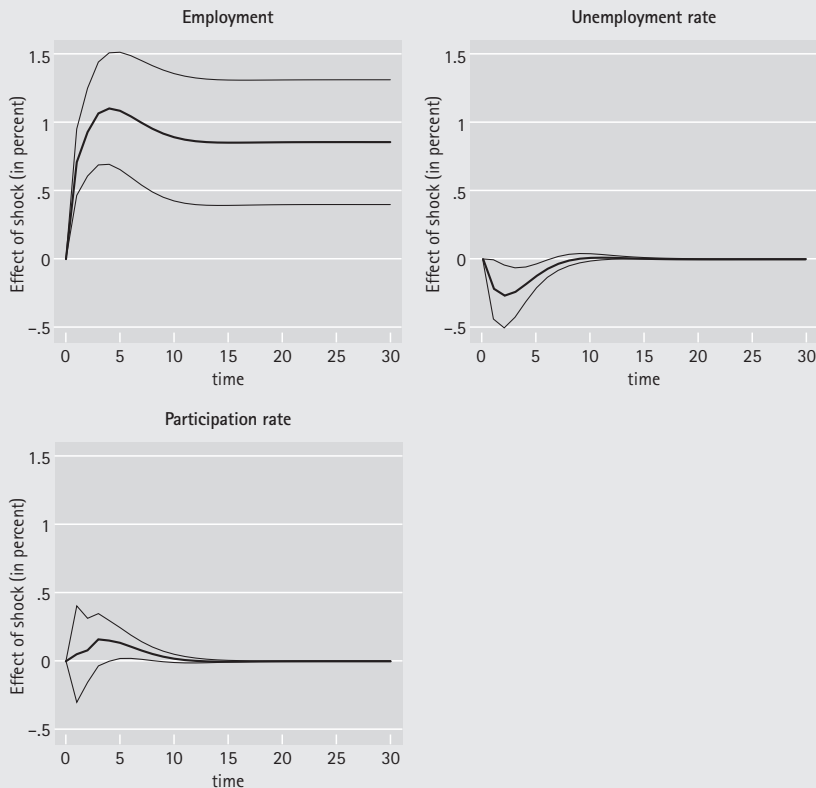 Employment
Effect of shock (in percent)
1.5
1
.5
0
–.5
0 5 10 15 20 25 30
time
Unemployment rate
Effect of shock (in percent)
1.5
1
.5
0
–.5
0 5 10 15 20 25 30
time
Participation rate
Effect of shock (in percent)
1.5
1
.5
0
–.5
0 5 10 15 20 25 30
time